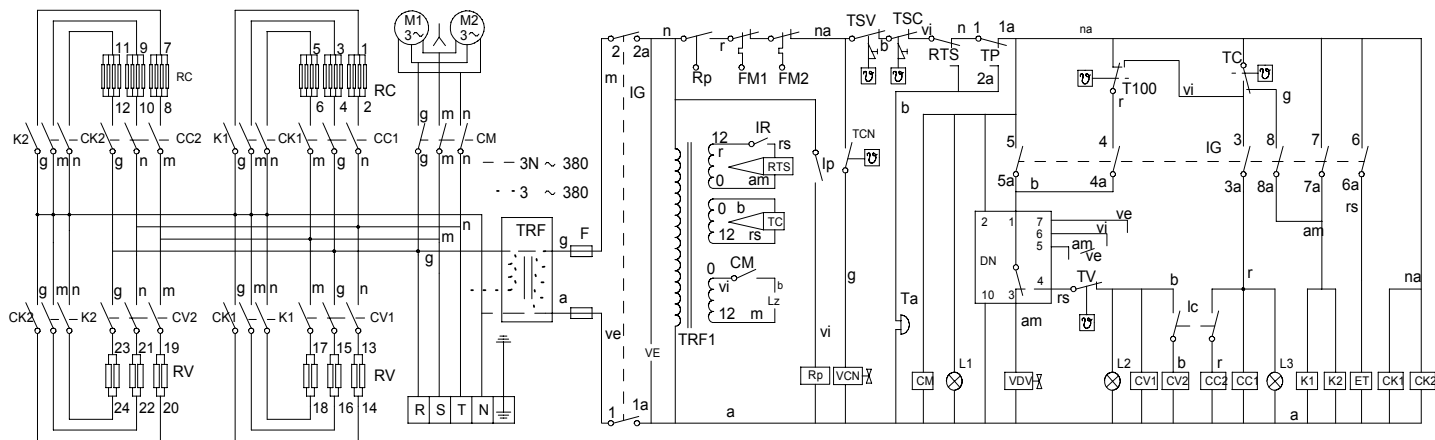 M1 M2
3~ 3~
11 9 7
5 3 1
RC RC
12 10 8
6 4 2
K2 CK2 CC2 K1 CK1 CC1 CM
g m n
g m n g n m g m n g n m g m n
3N ~ 380
3 ~ 380
n
m
g
TRF
g F
a
ve
g m n g n m g m n g n m
CK2 K2 CV2 CK1 K1 CV1
23 21 19 17 15 13
RV RV
24 22 20 18 16 14
R S T N
2 2a
m
IG
1 1a
VE
n
r
na
Rp FM1 FM2
TSV TSC
b vi
RTS
n 1 1a
TP
2a
b
na
12 IR
r rs
RTS
0 am
0 b
TC
12 rs
0 CM
vi b
Lz
12 m
TRF1
Ip
TCN
g
vi
Rp VCN
a
Ta
CM L1
5
5a
b
4
4a
T100
r
vi
TC
g
3 8 7 6
IG
3a 8a 7a 6a
rs
am
2 1 7 ve
6 vi
5 am
ve
DN
10 3 4
rs TV
am
VDV
b
Ic
r
na
b r
L2 CV1 CV2 CC2 CC1 L3 K1 K2 ET CK1 CK2
a